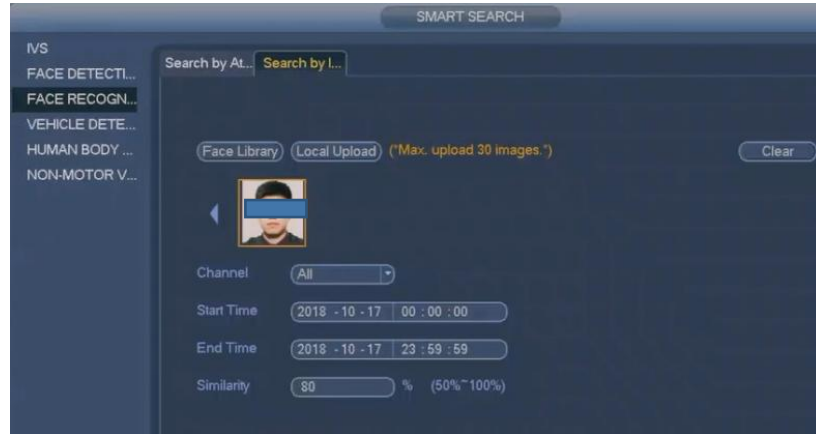 SMART SEARCH
IVS
FACE DETECTI...
FACE RECOGN...
VEHICLE DETE...
HUMAN BODY ...
NON-MOTOR V...
Search by At... Search by I...
Face Library Local Upload ("Max. upload 30 images.") Clear
Channel All
Start Time 2018 - 10 - 17 00 : 00 : 00
End Time 2018 - 10 - 17 23 : 59 : 59
Similarity 80 % (50%~100%)